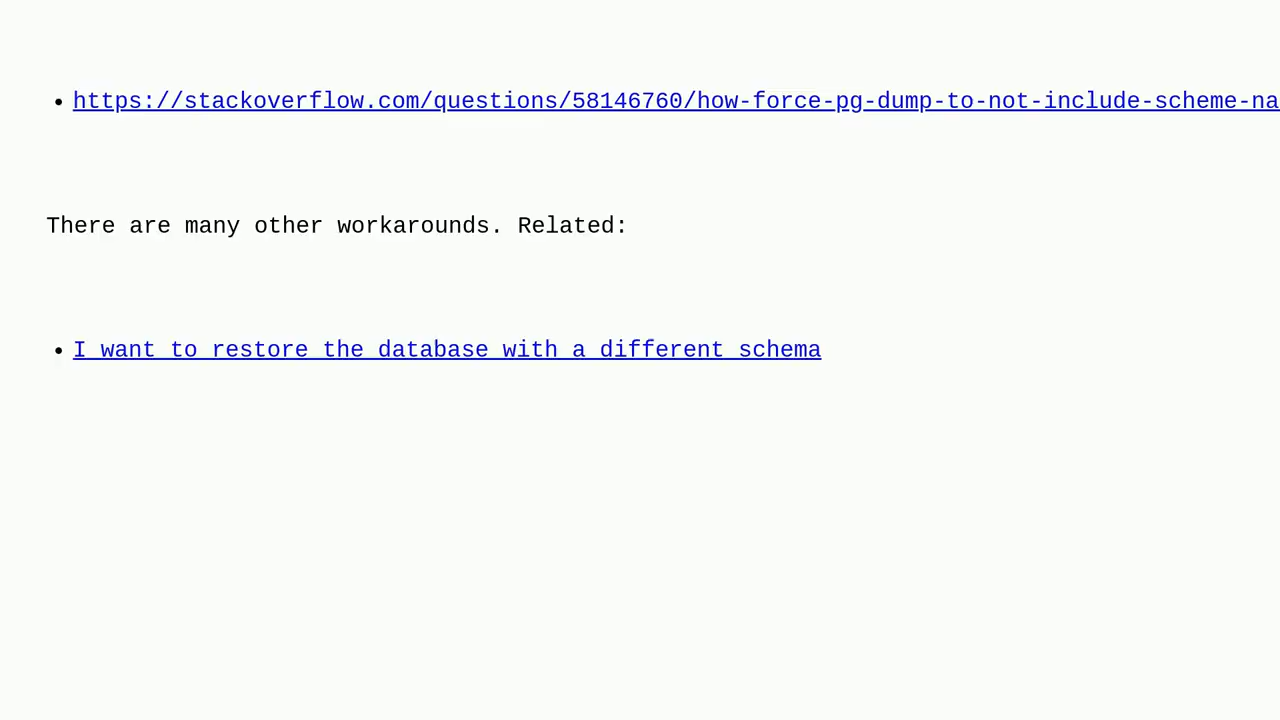 • https://stackoverflow.com/questions/58146760/how-force-pg-dump-to-not-include-scheme-na
There are many other workarounds. Related:
• I want to restore the database with a different schema